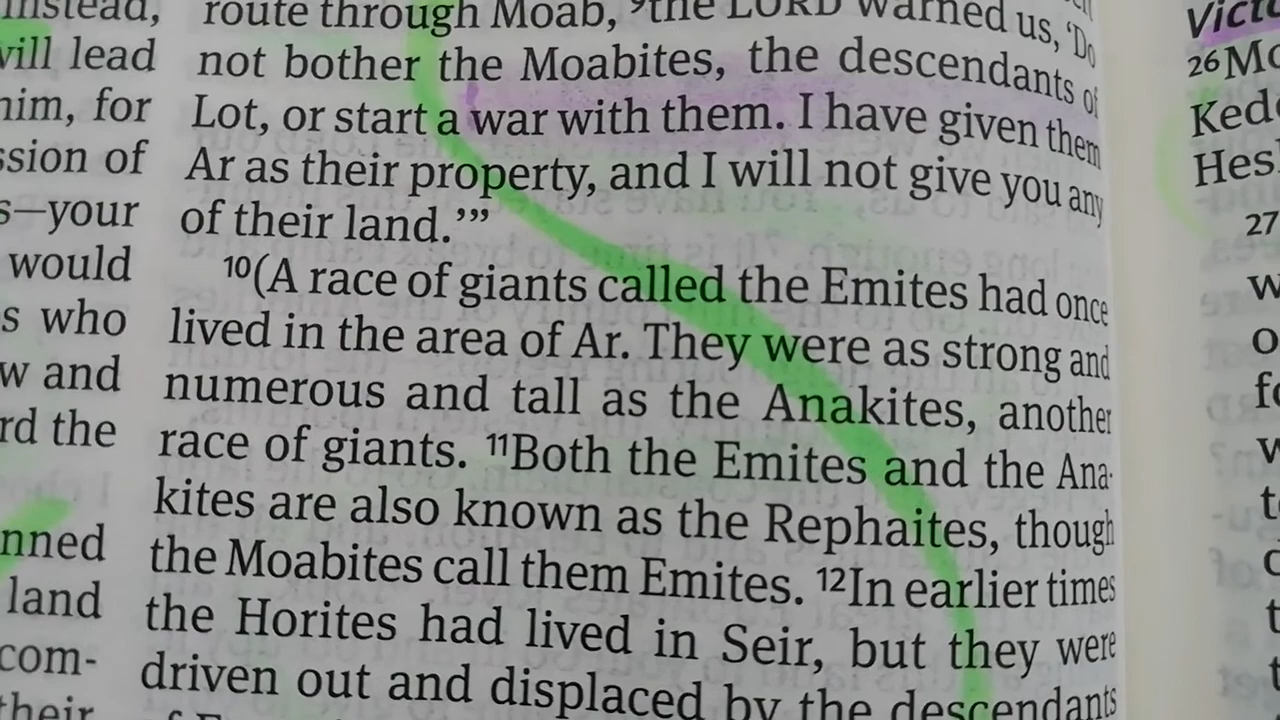 instead,
will lead
him, for
ssion of
s—your
would
s who
w and
rd the
nned
land
com-
their
route through Moab, ⁹the LORD warned us, ‘Do
not bother the Moabites, the descendants of
Lot, or start a war with them. I have given them
Ar as their property, and I will not give you any
of their land.’”
¹⁰(A race of giants called the Emites had once
lived in the area of Ar. They were as strong and
numerous and tall as the Anakites, another
race of giants. ¹¹Both the Emites and the Ana-
kites are also known as the Rephaites, though
the Moabites call them Emites. ¹²In earlier times
the Horites had lived in Seir, but they were
driven out and displaced by the descendants
²⁶Mo
Hesh
27